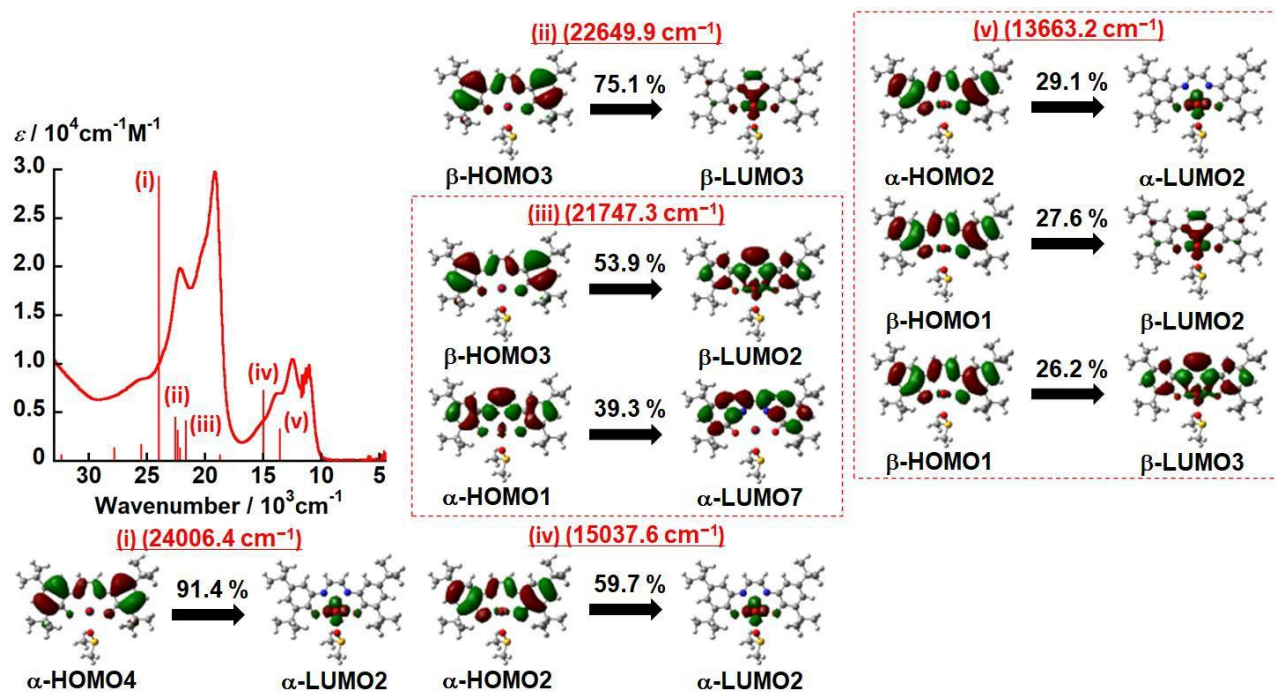 ε / 10⁴cm⁻¹M⁻¹
3.0
2.5
2.0
1.5
1.0
0.5
0
(i)
(ii)
(iii)
(iv)
(v)
30 25 20 15 10 5
Wavenumber / 10³cm⁻¹
(i) (24006.4 cm⁻¹)
91.4 %
α-HOMO4 α-LUMO2
(ii) (22649.9 cm⁻¹)
75.1 %
β-HOMO3 β-LUMO3
(iii) (21747.3 cm⁻¹)
53.9 %
β-HOMO3 β-LUMO2
39.3 %
α-HOMO1 α-LUMO7
(iv) (15037.6 cm⁻¹)
59.7 %
α-HOMO2 α-LUMO2
(v) (13663.2 cm⁻¹)
29.1 %
α-HOMO2 α-LUMO2
27.6 %
β-HOMO1 β-LUMO2
26.2 %
β-HOMO1 β-LUMO3